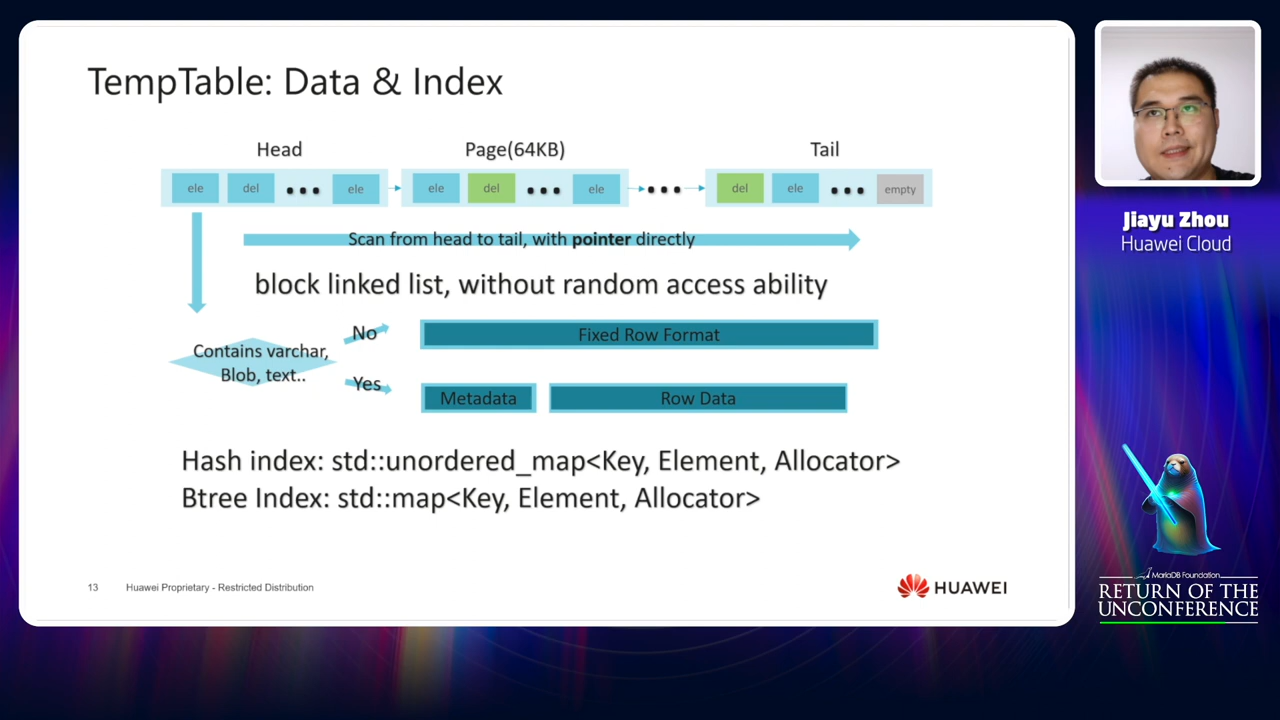 TempTable: Data & Index
Head
Page(64KB)
Tail
ele
del
ele
ele
del
ele
del
ele
empty
Scan from head to tail, with pointer directly
block linked list, without random access ability
Contains varchar,
Blob, text..
No
Yes
Fixed Row Format
Metadata
Row Data
Hash index: std::unordered_map<Key, Element, Allocator>
Btree Index: std::map<Key, Element, Allocator>
13
Huawei Proprietary - Restricted Distribution
HUAWEI
Jiayu Zhou
Huawei Cloud
MariaDB Foundation
RETURN OF THE
UNCONFERENCE